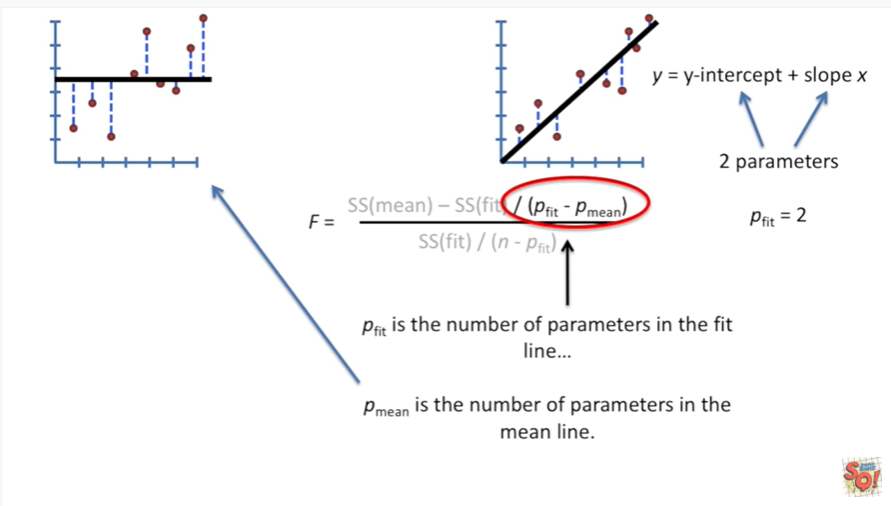 y = y-intercept + slope x
2 parameters
F = SS(mean) – SS(fit) / (pfit - pmean)
SS(fit) / (n - pfit)
pfit = 2
pfit is the number of parameters in the fit
line...
pmean is the number of parameters in the
mean line.
SQ!